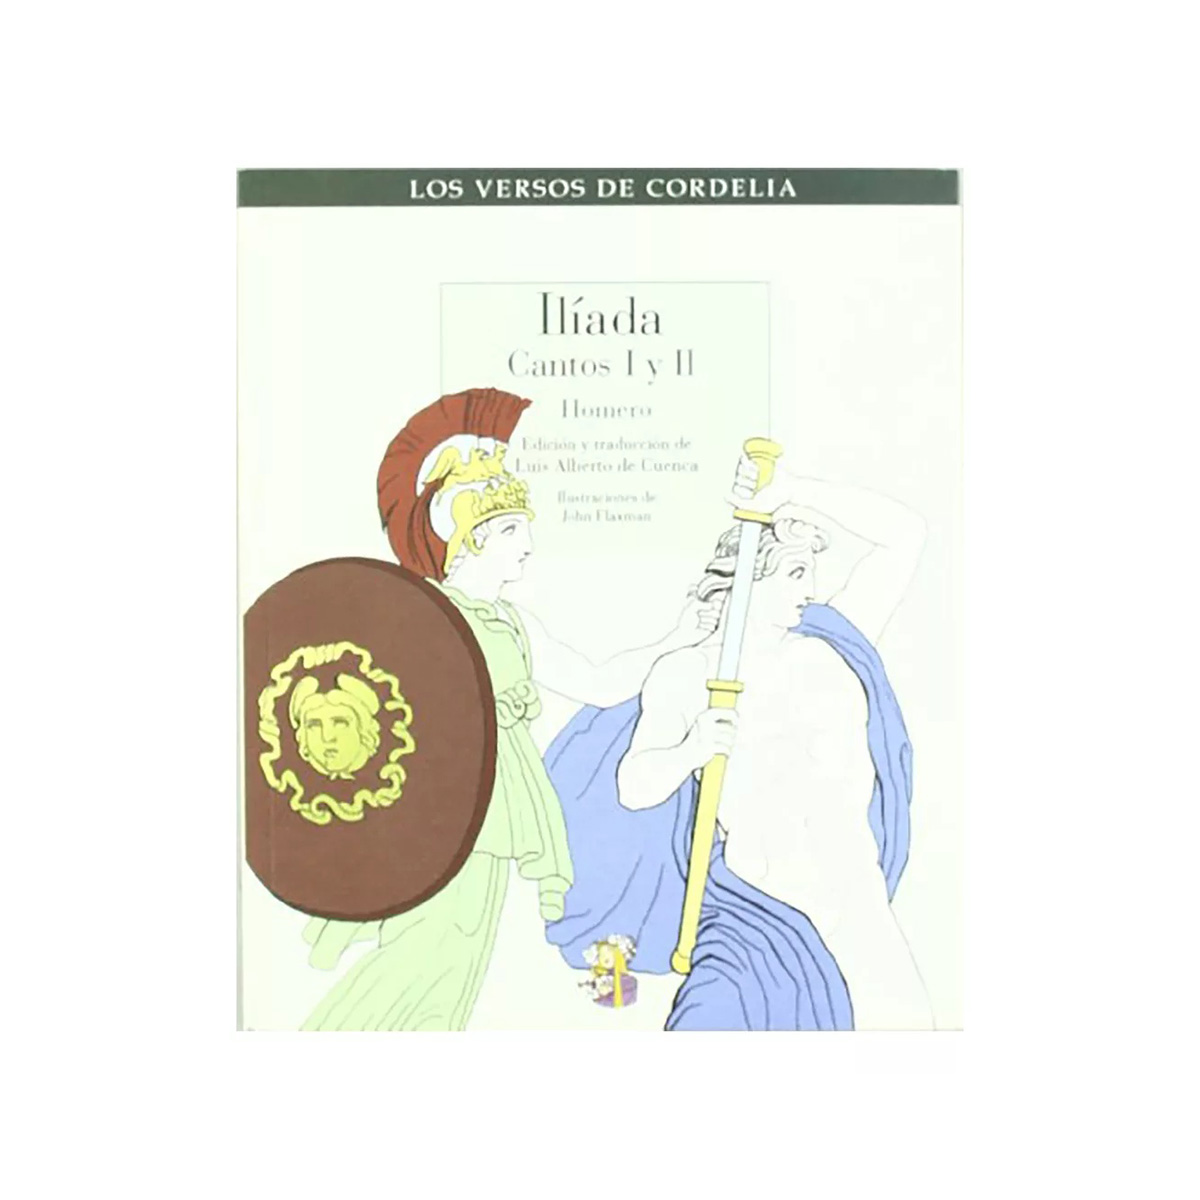 LOS VERSOS DE CORDELIA
Ilíada
Cantos I y II
Homero
Edición y traducción de
Luis Alberto de Cuenca
Ilustraciones de
John Flaxman